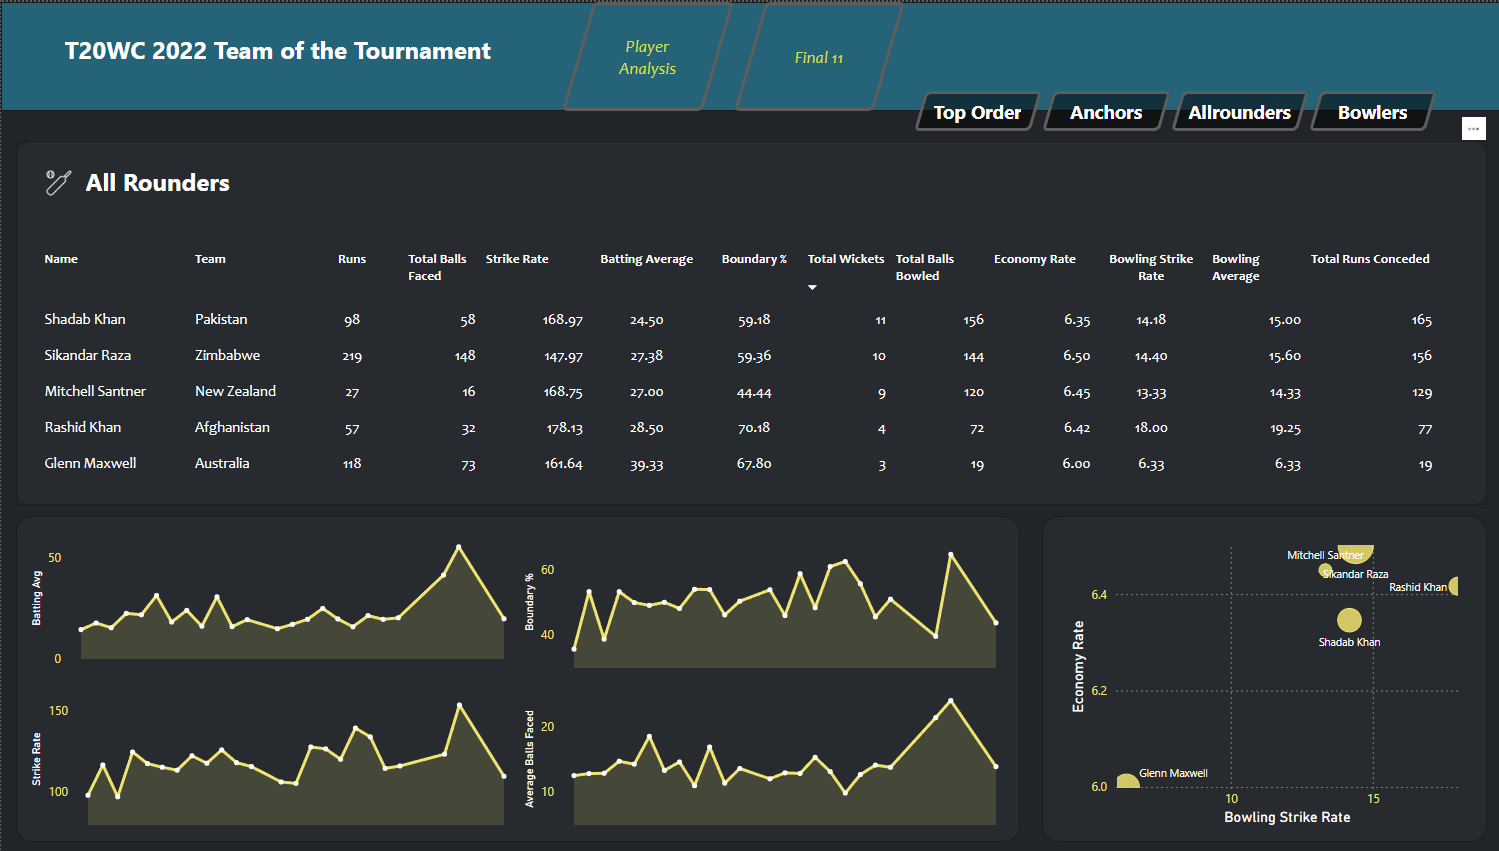 T20WC 2022 Team of the Tournament
Player
Analysis
Final 11
Top Order
Anchors
Allrounders
Bowlers
All Rounders
Name Team Runs Total Balls Faced Strike Rate Batting Average Boundary % Total Wickets Total Balls Bowled Economy Rate Bowling Strike Rate Bowling Average Total Runs Conceded
Shadab Khan Pakistan 98 58 168.97 24.50 59.18 11 156 6.35 14.18 15.00 165
Sikandar Raza Zimbabwe 219 148 147.97 27.38 59.36 10 144 6.50 14.40 15.60 156
Mitchell Santner New Zealand 27 16 168.75 27.00 44.44 9 120 6.45 13.33 14.33 129
Rashid Khan Afghanistan 57 32 178.13 28.50 70.18 4 72 6.42 18.00 19.25 77
Glenn Maxwell Australia 118 73 161.64 39.33 67.80 3 19 6.00 6.33 6.33 19
Batting Avg
50
0
Boundary %
60
40
Strike Rate
150
100
Average Balls Faced
20
10
Economy Rate
6.4
6.2
6.0
Mitchell Santner
Sikandar Raza
Rashid Khan
Shadab Khan
Glenn Maxwell
10 15
Bowling Strike Rate